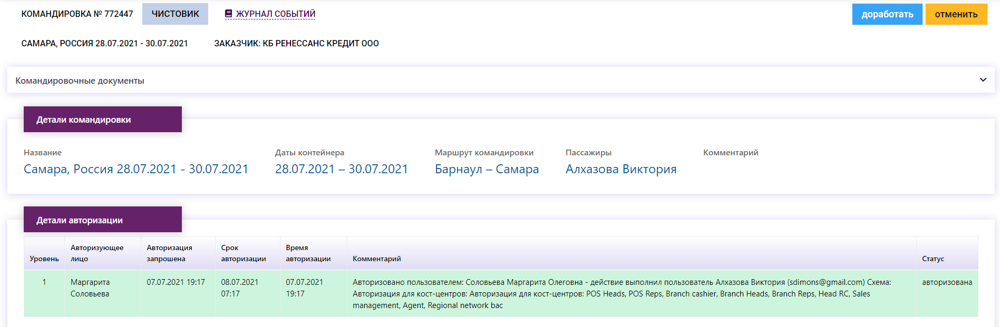 КОМАНДИРОВКА № 772447 ЧИСТОВИК ЖУРНАЛ СОБЫТИЙ доработать отменить
САМАРА, РОССИЯ 28.07.2021 - 30.07.2021 ЗАКАЗЧИК: КБ РЕНЕССАНС КРЕДИТ ООО
Командировочные документы
Детали командировки
Название Даты контейнера Маршрут командировки Пассажиры Комментарий
Самара, Россия 28.07.2021 - 30.07.2021 28.07.2021 – 30.07.2021 Барнаул – Самара Алхазова Виктория
Детали авторизации
Уровень
Авторизующее
лицо
Авторизация
запрошена
Срок
авторизации
Время
авторизации
Комментарий
Статус
1
Маргарита
Соловьева
07.07.2021 19:17
08.07.2021
07:17
07.07.2021
19:17
Авторизовано пользователем: Соловьева Маргарита Олеговна - действие выполнил пользователь Алхазова Виктория (sdimons@gmail.com) Схема:
Авторизация для кост-центров: Авторизация для кост-центров: POS Heads, POS Reps, Branch cashier, Branch Heads, Branch Reps, Head RC, Sales
management, Agent, Regional network bac
авторизована